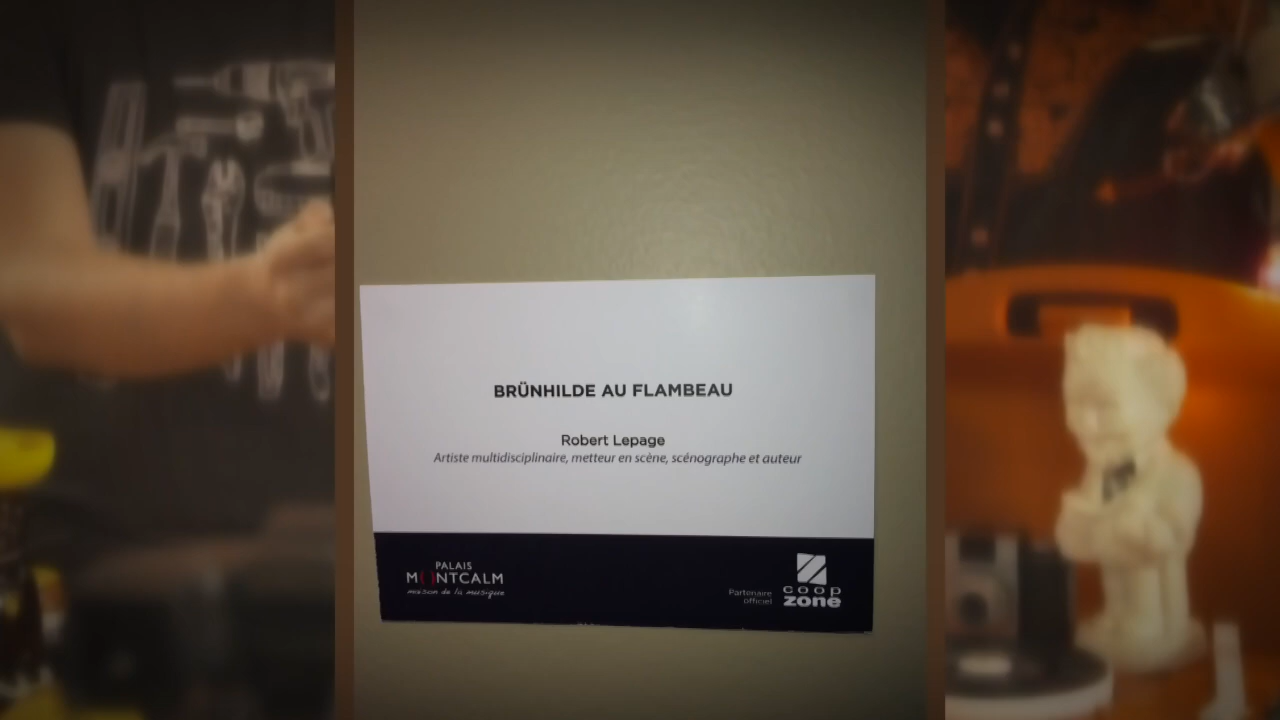 BRÜNHILDE AU FLAMBEAU
Robert Lepage
Artiste multidisciplinaire, metteur en scène, scénographe et auteur
PALAIS
MONTCALM
maison de la musique
Partenaire
officiel
coop
zone